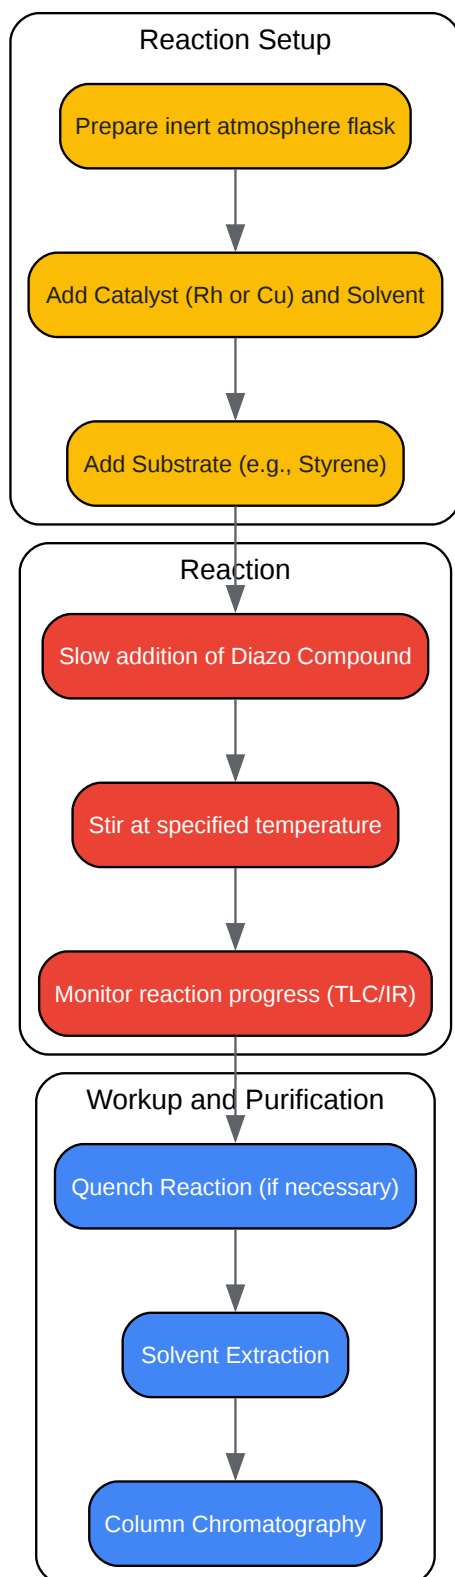 Reaction Setup
Prepare inert atmosphere flask
Add Catalyst (Rh or Cu) and Solvent
Add Substrate (e.g., Styrene)
Reaction
Slow addition of Diazo Compound
Stir at specified temperature
Monitor reaction progress (TLC/IR)
Workup and Purification
Quench Reaction (if necessary)
Solvent Extraction
Column Chromatography